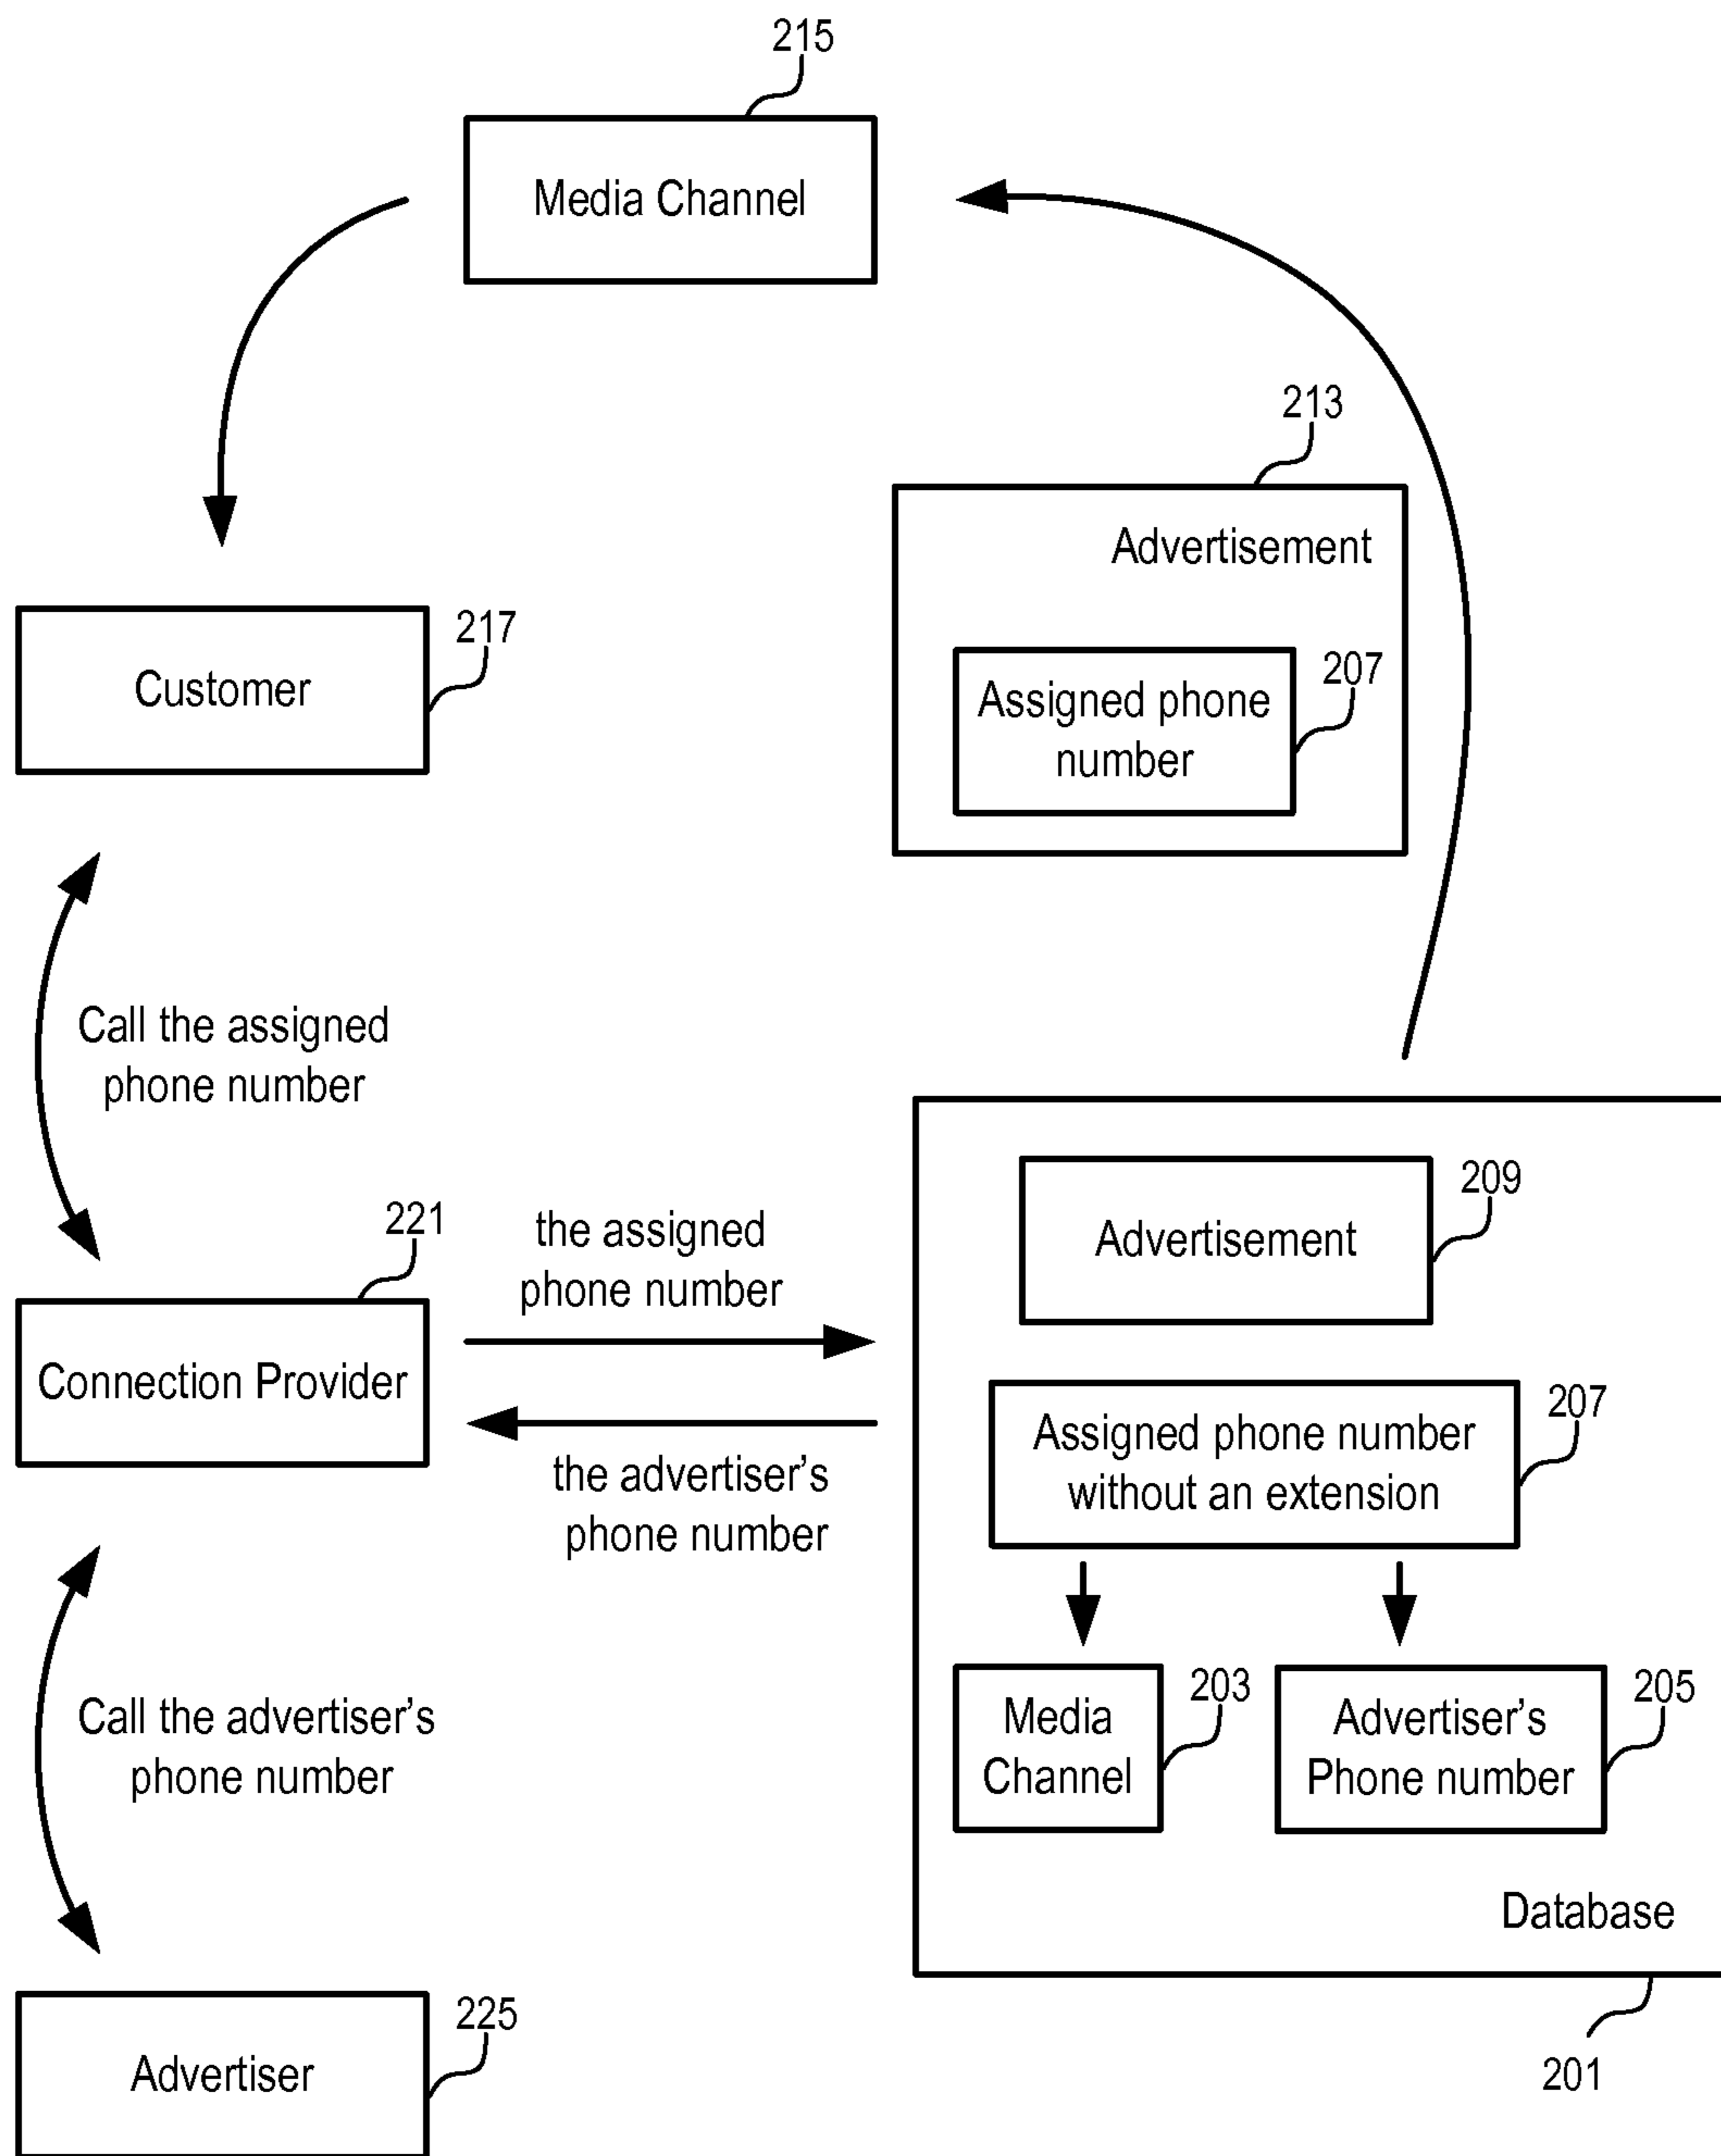 215
Media Channel
213
Advertisement
217
Customer
207
Assigned phone
number
Call the assigned
phone number
209
Advertisement
221
the assigned
phone number
Connection Provider
207
Assigned phone number
without an extension
the advertiser's
phone number
203
Media
Channel
205
Advertiser's
Phone number
Call the advertiser's
phone number
Database
225
Advertiser
201